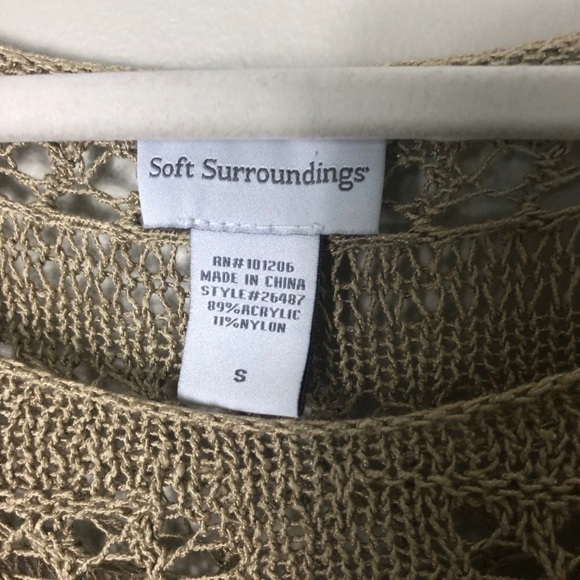 Soft Surroundings
RN#101206
MADE IN CHINA
STYLE#26487
89%ACRYLIC
11%NYLON
S